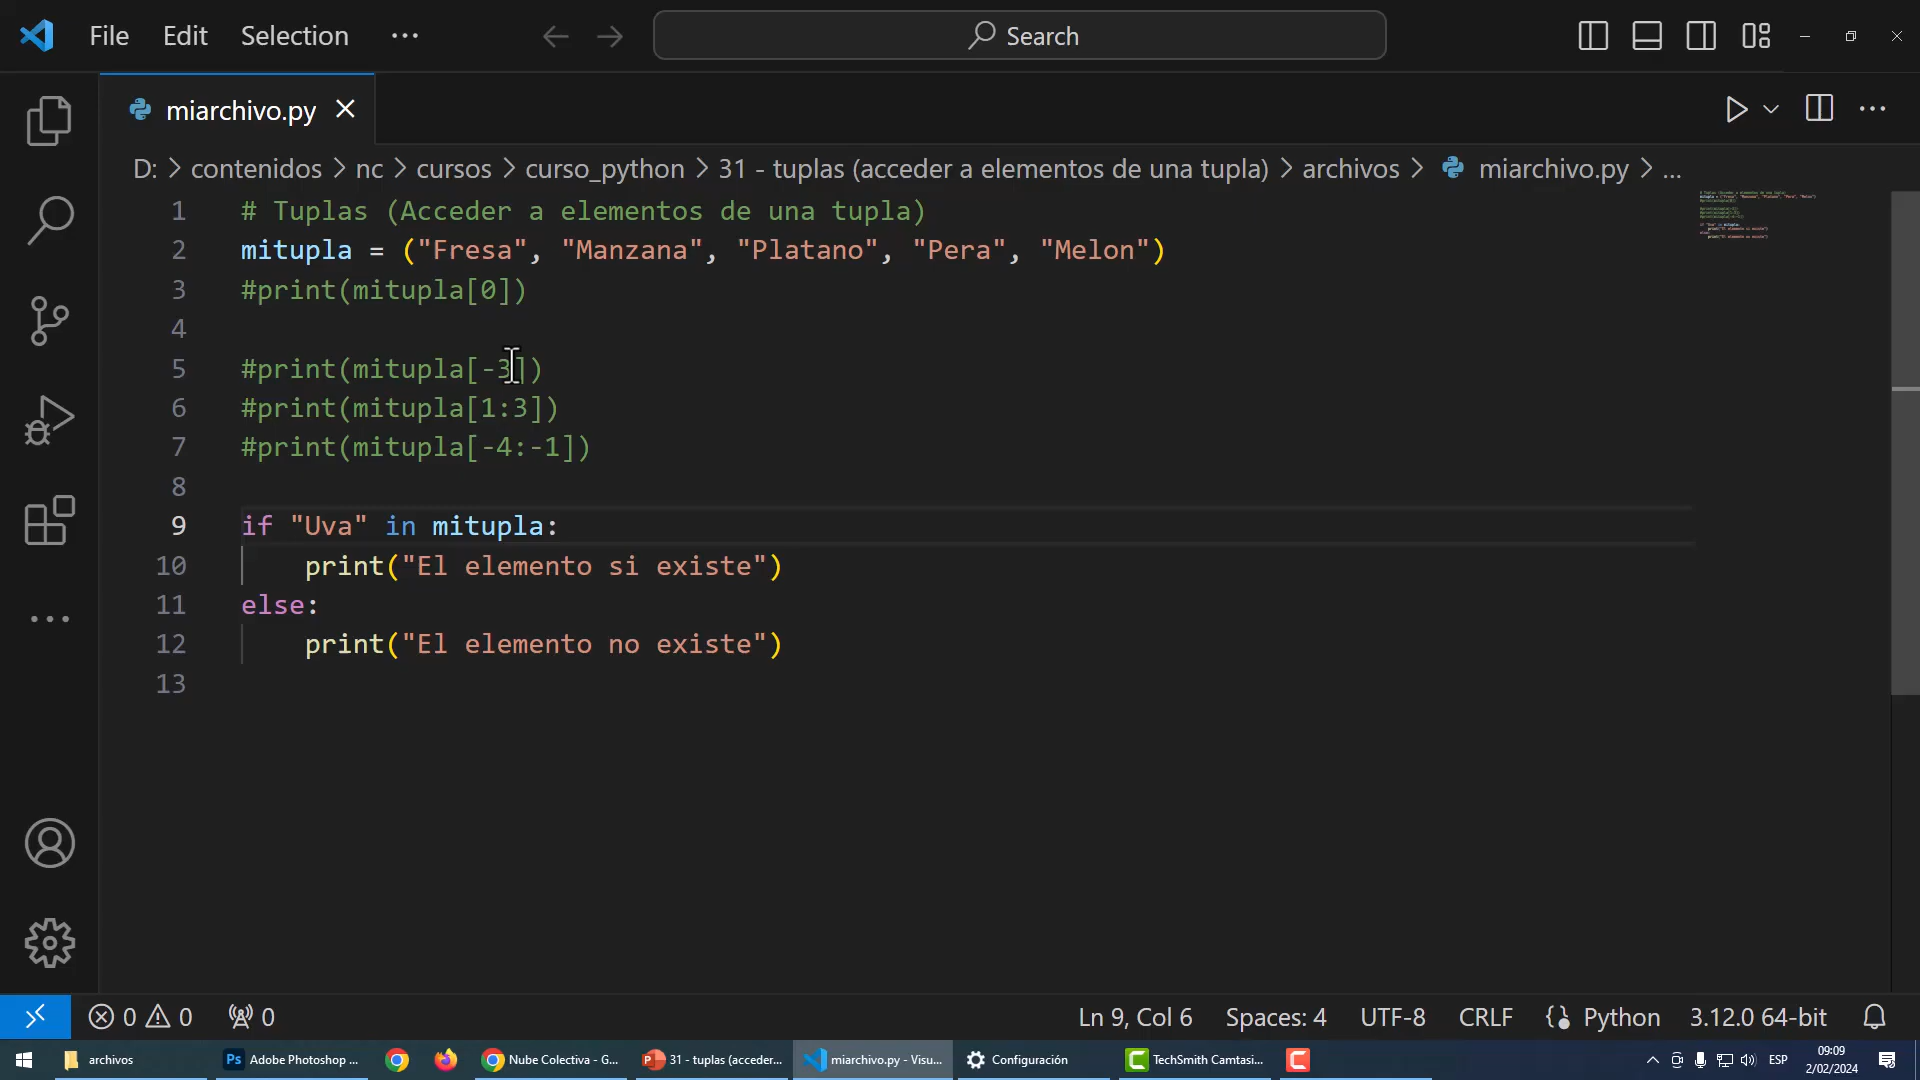 File Edit Selection ··· Search
miarchivo.py
D: > contenidos > nc > cursos > curso_python > 31 - tuplas (acceder a elementos de una tupla) > archivos > miarchivo.py > ...
1 # Tuplas (Acceder a elementos de una tupla)
2 mitupla = ("Fresa", "Manzana", "Platano", "Pera", "Melon")
3 #print(mitupla[0])
4
5 #print(mitupla[-3])
6 #print(mitupla[1:3])
7 #print(mitupla[-4:-1])
8
9 if "Uva" in mitupla:
10 print("El elemento si existe")
11 else:
12 print("El elemento no existe")
13
0 0 0 Ln 9, Col 6 Spaces: 4 UTF-8 CRLF Python 3.12.0 64-bit
archivos Adobe Photoshop ... Nube Colectiva - G... 31 - tuplas (acceder... miarchivo.py - Visu... Configuración TechSmith Camtasi... ESP 09:09
2/02/2024